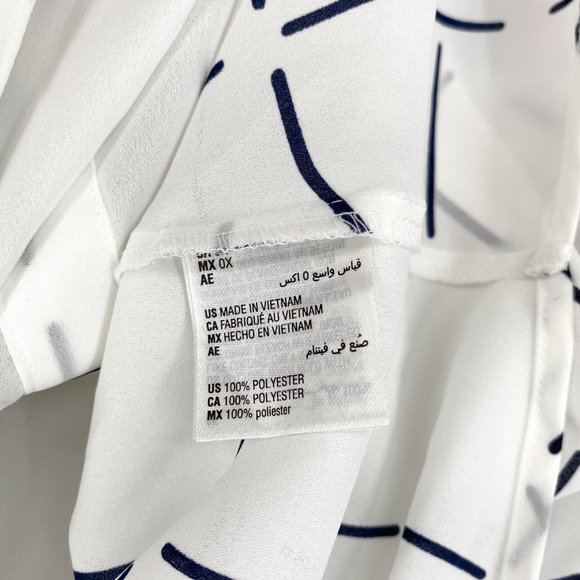 MX 0X
AE قياس واسع 0 اكس
US MADE IN VIETNAM
CA FABRIQUÉ AU VIETNAM
MX HECHO EN VIETNAM
AE صُنع في فيتنام
US 100% POLYESTER
CA 100% POLYESTER
MX 100% poliester